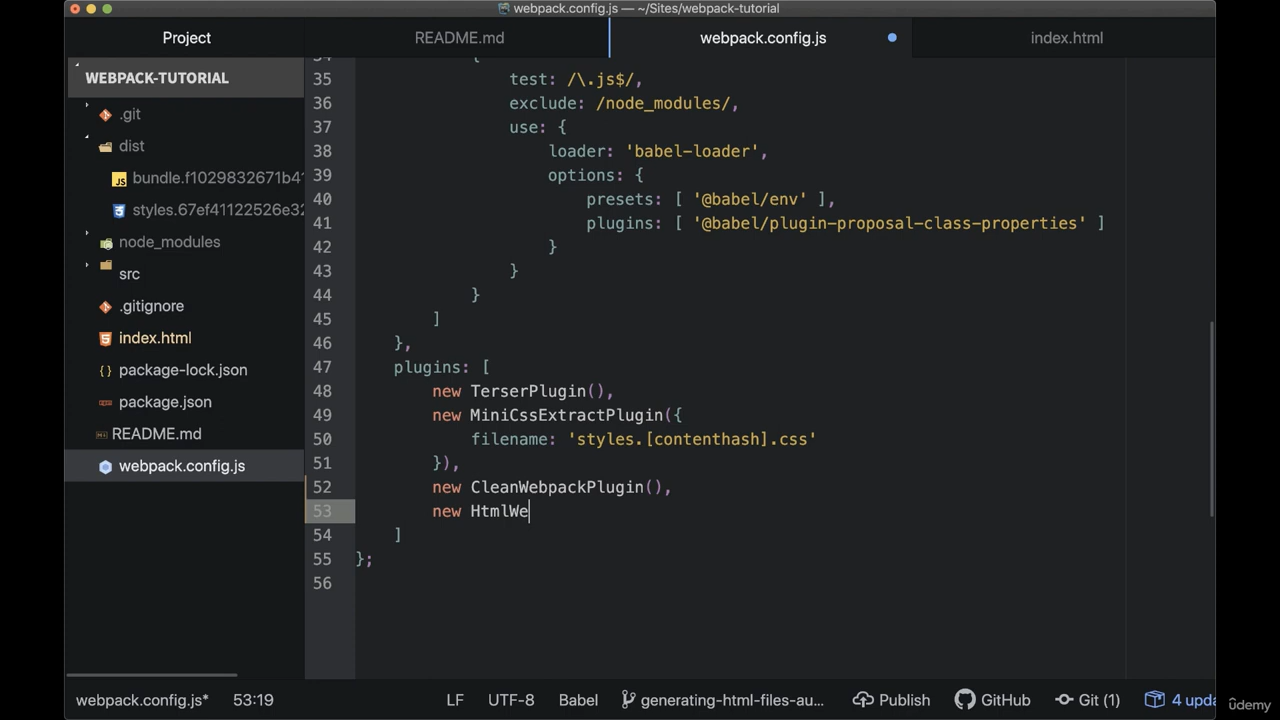 webpack.config.js — ~/Sites/webpack-tutorial
Project
README.md
webpack.config.js
index.html
WEBPACK-TUTORIAL
.git
dist
bundle.f1029832671b41
styles.67ef41122526e32
node_modules
src
.gitignore
index.html
package-lock.json
package.json
README.md
webpack.config.js
34 {
35 test: /\.js$/,
36 exclude: /node_modules/,
37 use: {
38 loader: 'babel-loader',
39 options: {
40 presets: [ '@babel/env' ],
41 plugins: [ '@babel/plugin-proposal-class-properties' ]
42 }
43 }
44 }
45 ]
46 },
47 plugins: [
48 new TerserPlugin(),
49 new MiniCssExtractPlugin({
50 filename: 'styles.[contenthash].css'
51 }),
52 new CleanWebpackPlugin(),
53 new HtmlWe
54 ]
55 };
56
webpack.config.js* 53:19 LF UTF-8 Babel generating-html-files-au... Publish GitHub Git (1) 4 upda
ûdemy